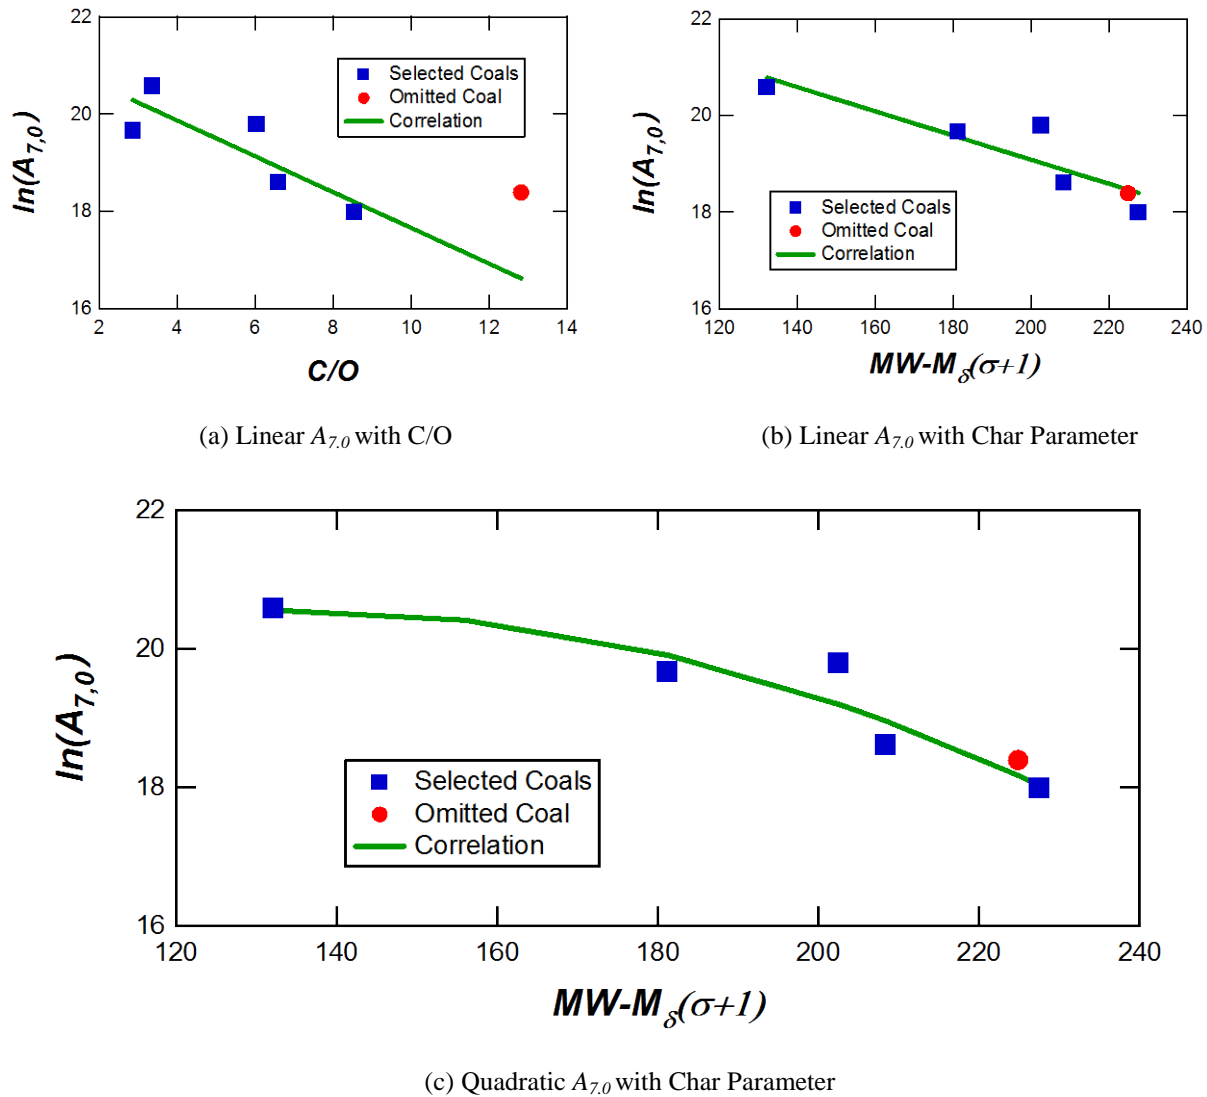 22
20
18
16
ln(A7,0)
Selected Coals
Omitted Coal
Correlation
2 4 6 8 10 12 14
C/O
(a) Linear A7.0 with C/O
22
20
18
16
ln(A7,0)
Selected Coals
Omitted Coal
Correlation
120 140 160 180 200 220 240
MW-Mδ(σ+1)
(b) Linear A7.0 with Char Parameter
22
20
18
16
ln(A7,0)
Selected Coals
Omitted Coal
Correlation
120 140 160 180 200 220 240
MW-Mδ(σ+1)
(c) Quadratic A7.0 with Char Parameter